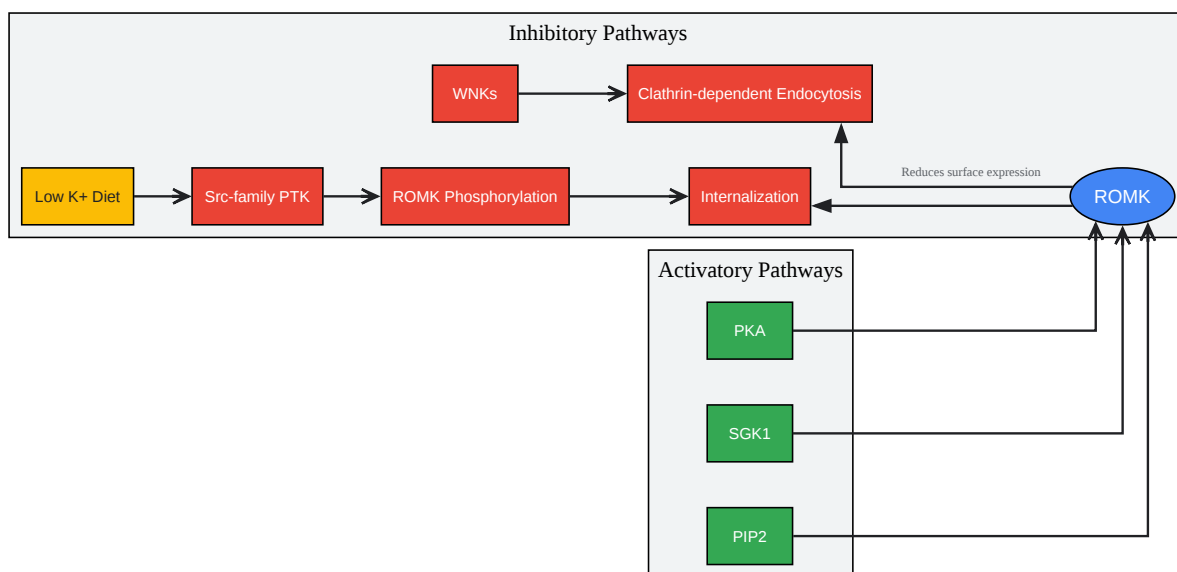 Inhibitory Pathways
WNKs
Clathrin-dependent Endocytosis
Reduces surface expression
Low K+ Diet
Src-family PTK
ROMK Phosphorylation
Internalization
ROMK
Activatory Pathways
PKA
SGK1
PIP2